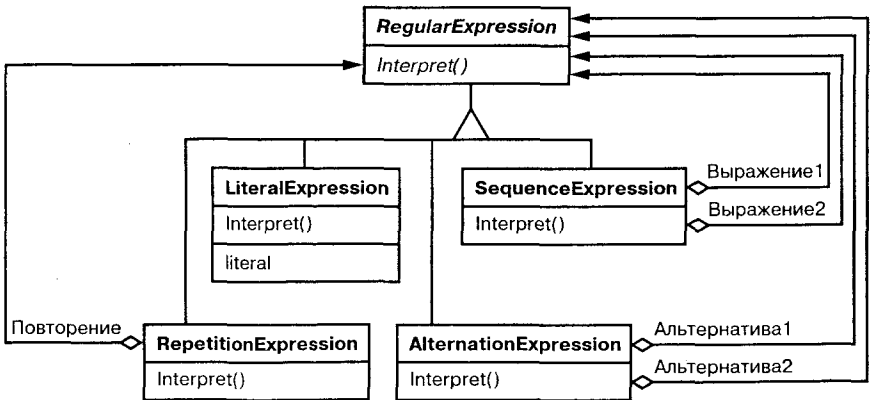 RegularExpression
Interpret()
LiteralExpression
Interpret()
literal
SequenceExpression
Interpret()
Выражение1
Выражение2
Повторение
RepetitionExpression
Interpret()
AlternationExpression
Interpret()
Альтернатива1
Альтернатива2